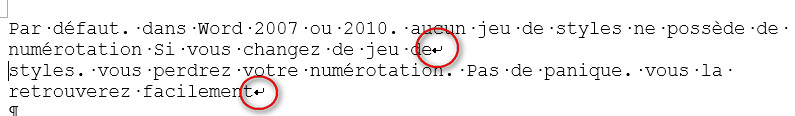 Par défaut. dans Word 2007 ou 2010. aucun jeu de styles ne possède de
numérotation Si vous changez de jeu de↵
styles. vous perdrez votre numérotation. Pas de panique. vous la
retrouverez facilement↵
¶